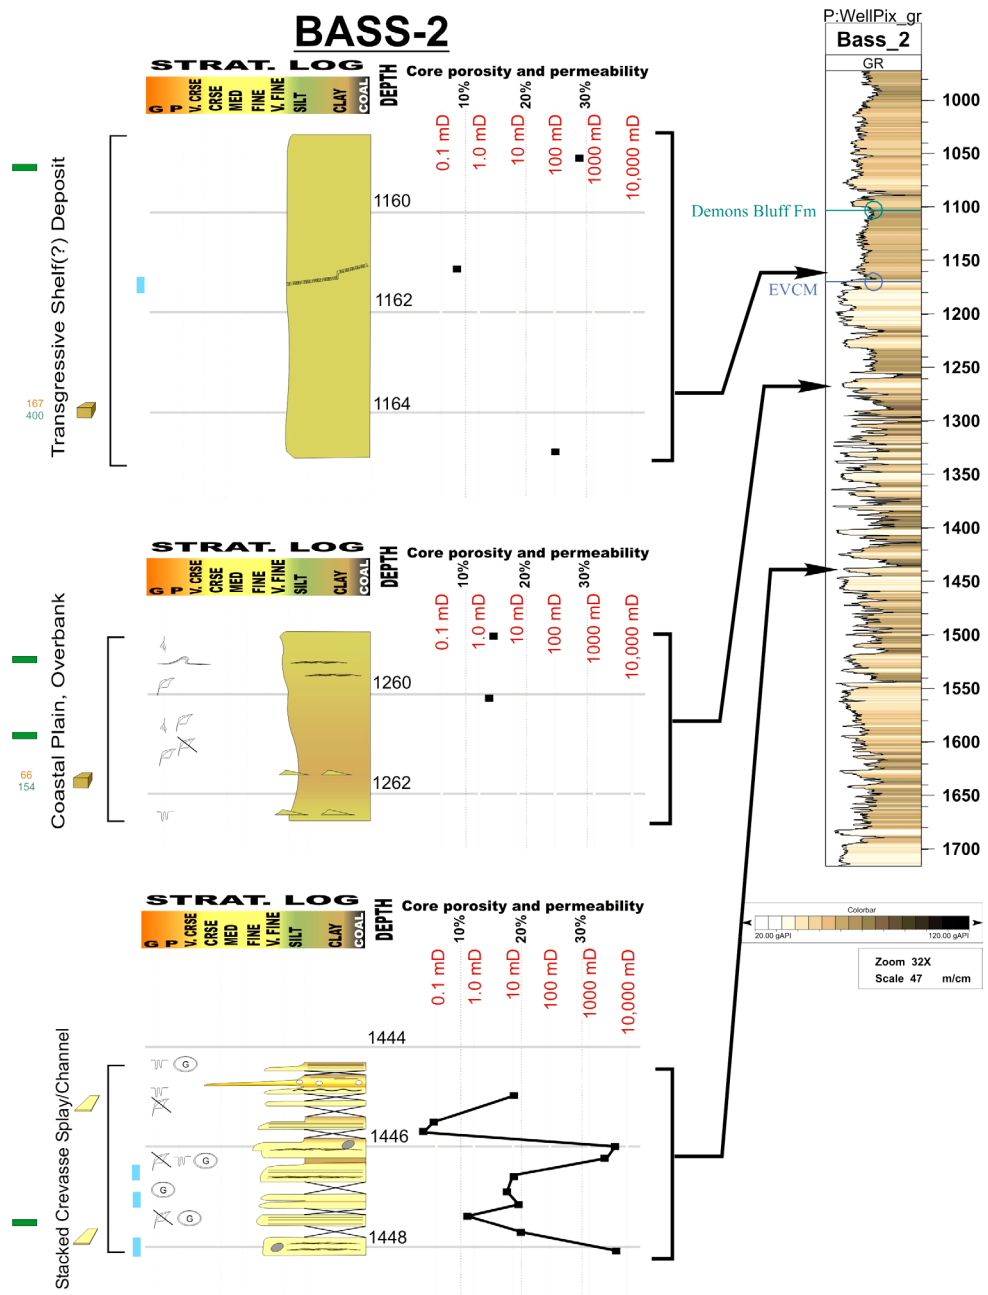 BASS-2
STRAT. LOG
G P V. CRSE CRSE MED FINE V. FINE SILT CLAY COAL
DEPTH
Core porosity and permeability
10% 20% 30%
0.1 mD 1.0 mD 10 mD 100 mD 1000 mD 10,000 mD
Transgressive Shelf(?) Deposit
1160
1162
1164
167
400
STRAT. LOG
G P V. CRSE CRSE MED FINE V. FINE SILT CLAY COAL
DEPTH
Core porosity and permeability
10% 20% 30%
0.1 mD 1.0 mD 10 mD 100 mD 1000 mD 10,000 mD
Coastal Plain, Overbank
1260
1262
66
154
STRAT. LOG
G P V. CRSE CRSE MED FINE V. FINE SILT CLAY COAL
DEPTH
Core porosity and permeability
10% 20% 30%
0.1 mD 1.0 mD 10 mD 100 mD 1000 mD 10,000 mD
Stacked Crevasse Splay/Channel
1444
G
1446
G
G
G
1448
P:WellPix_gr
Bass_2
GR
1000
1050
1100
Demons Bluff Fm
1150
EVCM
1200
1250
1300
1350
1400
1450
1500
1550
1600
1650
1700
Colorbar
20.00 gAPI 120.00 gAPI
Zoom 32X
Scale 47 m/cm